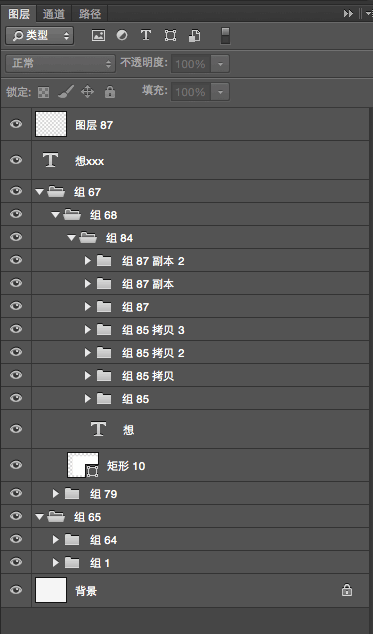 图层 通道 路径
类型
正常 不透明度: 100%
锁定: 填充: 100%
图层 87
想xxx
组 67
组 68
组 84
组 87 副本 2
组 87 副本
组 87
组 85 拷贝 3
组 85 拷贝 2
组 85 拷贝
组 85
想
矩形 10
组 79
组 65
组 64
组 1
背景